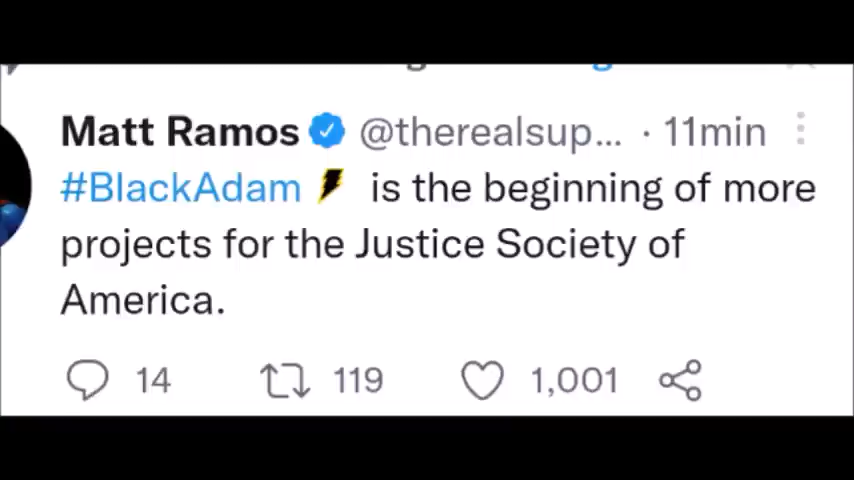 Matt Ramos @therealsup... · 11min
#BlackAdam is the beginning of more
projects for the Justice Society of
America.
14 119 1,001